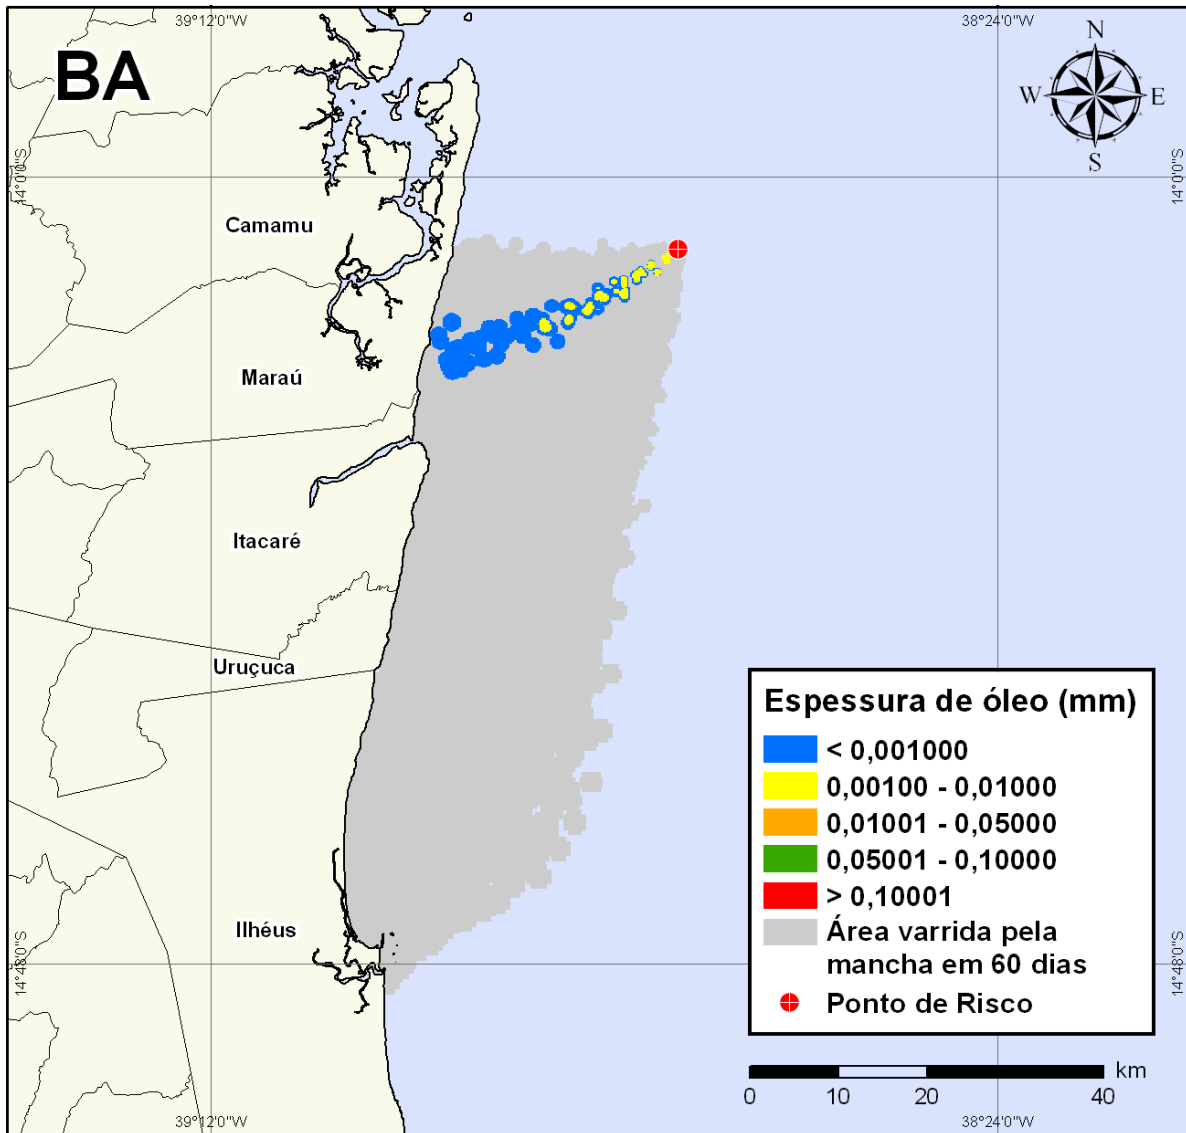 39°12'0"W
38°24'0"W
BA
N
W
E
S
14°0'0"S
14°0'0"S
Camamu
Maraú
Itacaré
Uruçuca
Ilhéus
Espessura de óleo (mm)
< 0,001000
0,00100 - 0,01000
0,01001 - 0,05000
0,05001 - 0,10000
> 0,10001
Área varrida pela
mancha em 60 dias
Ponto de Risco
14°48'0"S
14°48'0"S
km
0 10 20 40
39°12'0"W
38°24'0"W